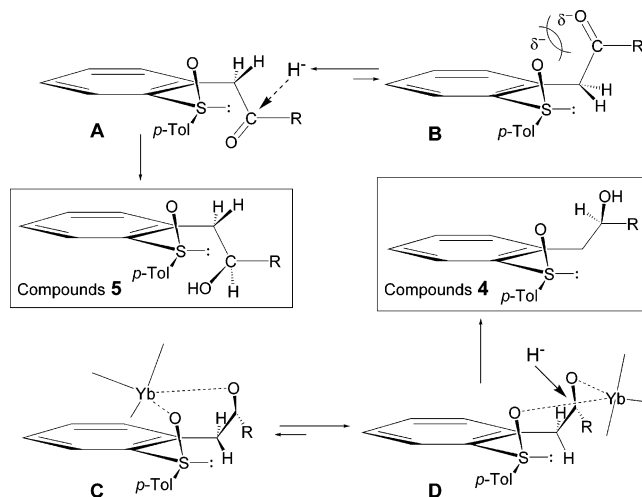 O H H H⁻ δ⁻ δ⁻ O R
S : p-Tol O C R A
O H H S : p-Tol B
O H H S : p-Tol C R HO H
Compounds 5
H OH R O S : p-Tol
Compounds 4
Yb O O H R H S : p-Tol C
H⁻ O Yb O H R H S : p-Tol D